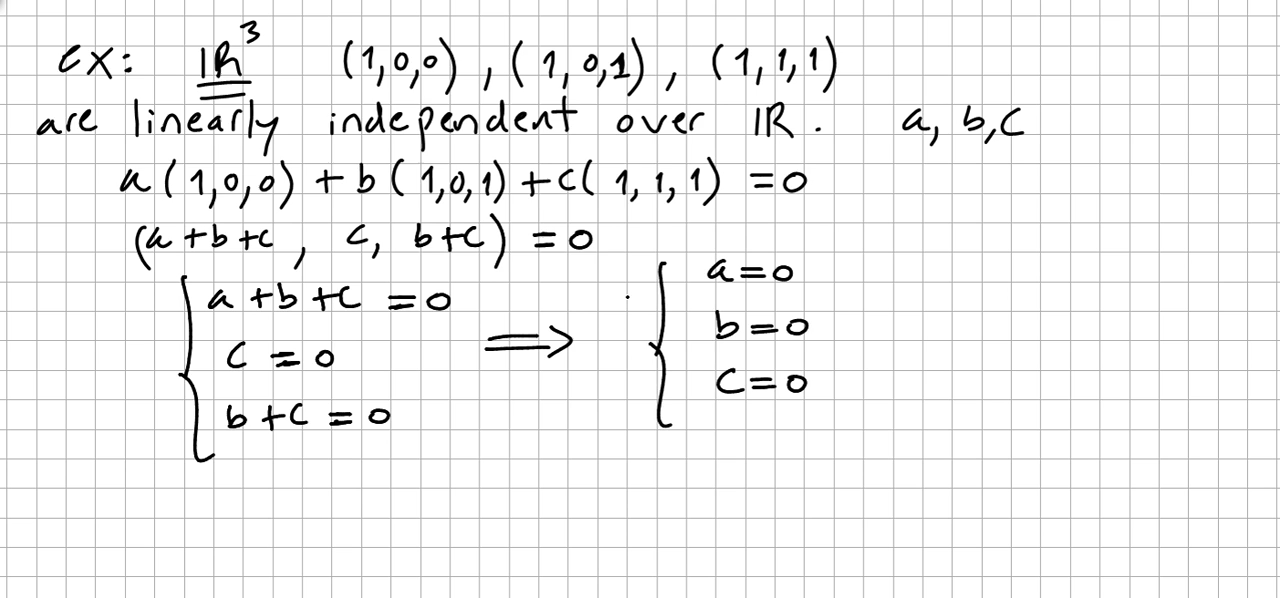 ex: ℝ³ (1,0,0), (1,0,1), (1,1,1)
are linearly independent over ℝ. a, b, c
a(1,0,0) + b(1,0,1) + c(1,1,1) = 0
(a+b+c, c, b+c) = 0
{ a+b+c = 0
c = 0
b+c = 0
⟹
{ a=0
b=0
c=0